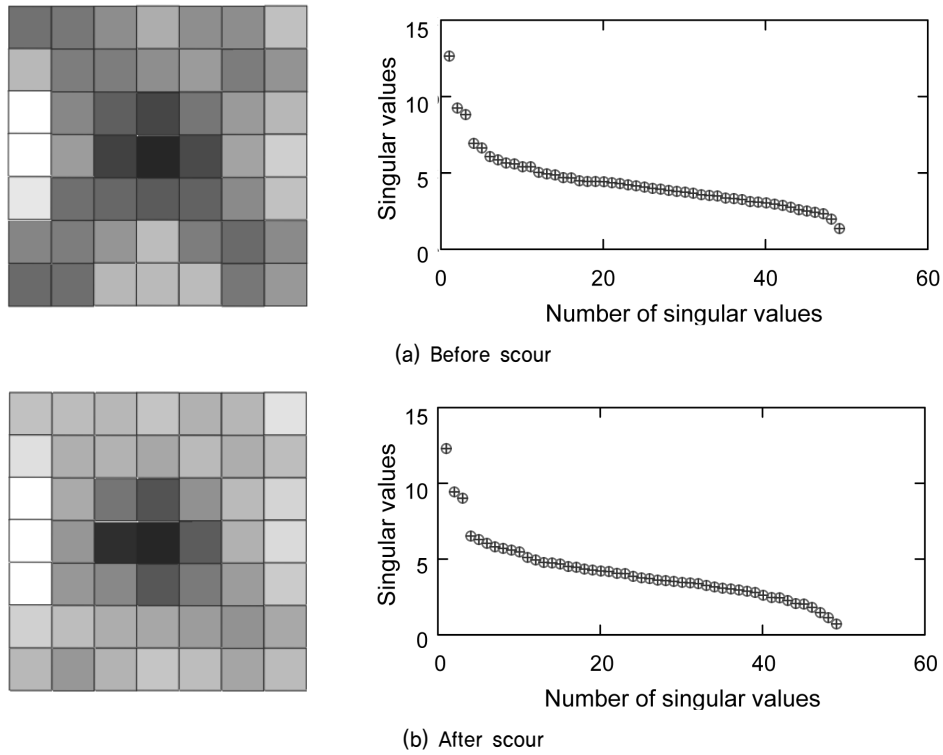 15
10
5
0
Singular values
0 20 40 60
Number of singular values
(a) Before scour
15
10
5
0
Singular values
0 20 40 60
Number of singular values
(b) After scour